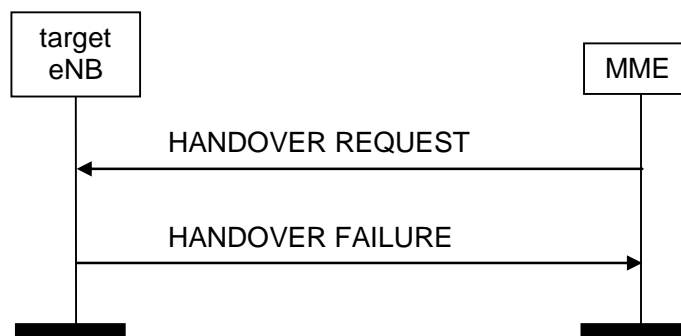 target
eNB
MME
HANDOVER REQUEST
HANDOVER FAILURE